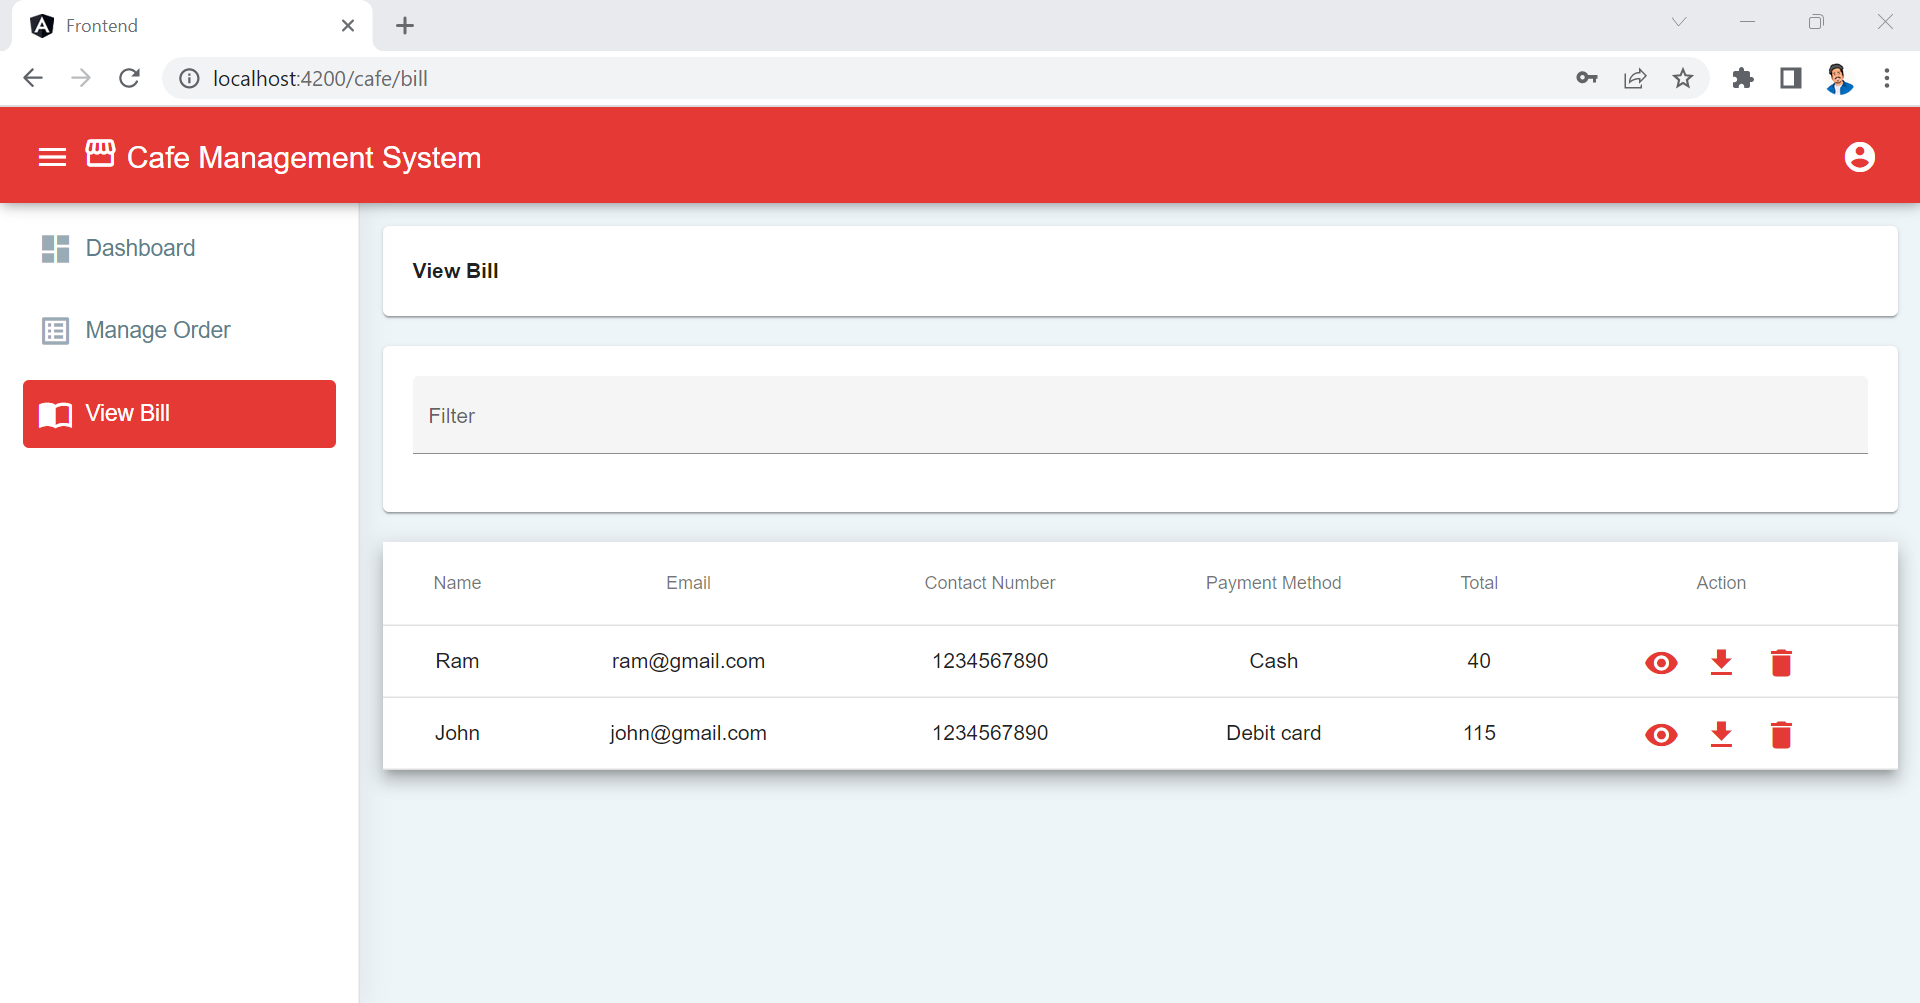 Frontend
localhost:4200/cafe/bill
Cafe Management System
Dashboard
Manage Order
View Bill
View Bill
Filter
Name Email Contact Number Payment Method Total Action
Ram ram@gmail.com 1234567890 Cash 40
John john@gmail.com 1234567890 Debit card 115